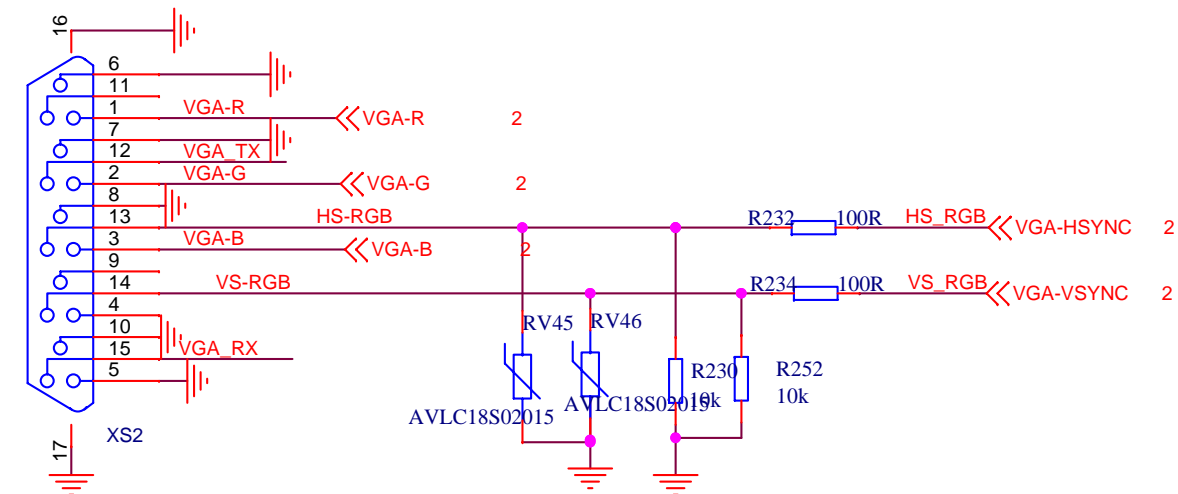 16
6
11
1 VGA-R VGA-R 2
7
12 VGA_TX
2 VGA-G VGA-G 2
8
13 HS-RGB R232 100R HS_RGB VGA-HSYNC 2
3 VGA-B VGA-B 2
9
14 VS-RGB R234 100R VS_RGB VGA-VSYNC 2
4
10
15 VGA_RX
5
RV45 RV46
R230 R252
10k 10k
AVLC18S02015 AVLC18S02015
XS2
17